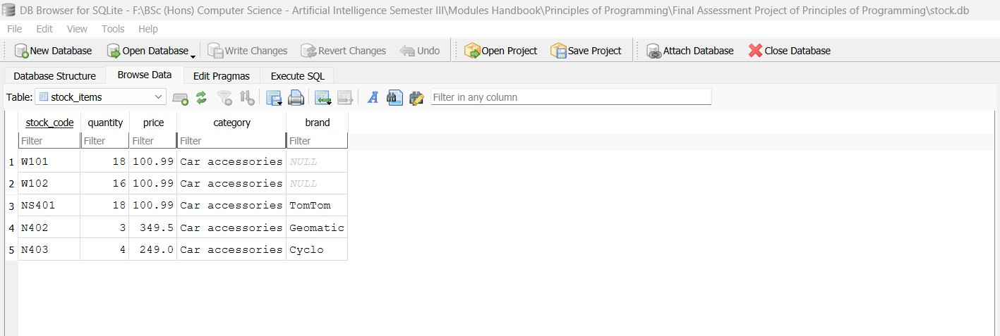 DB Browser for SQLite - F:\BSc (Hons) Computer Science - Artificial Intelligence Semester III\Modules Handbook\Principles of Programming\Final Assessment Project of Principles of Programming\stock.db
File Edit View Tools Help
New Database Open Database Write Changes Revert Changes Undo Open Project Save Project Attach Database Close Database
Database Structure Browse Data Edit Pragmas Execute SQL
Table: stock_items Filter in any column
stock_code quantity price category brand
Filter Filter Filter Filter Filter
1 W101 18 100.99 Car accessories NULL
2 W102 16 100.99 Car accessories NULL
3 NS401 18 100.99 Car accessories TomTom
4 N402 3 349.5 Car accessories Geomatic
5 N403 4 249.0 Car accessories Cyclo